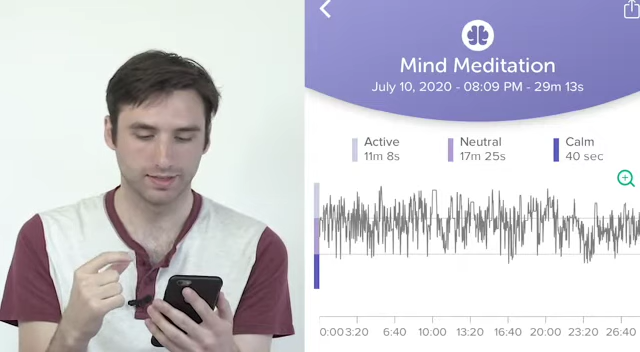 Mind Meditation
July 10, 2020 - 08:09 PM - 29m 13s
Active
11m 8s
Neutral
17m 25s
Calm
40 sec
0:00 3:20 6:40 10:00 13:20 16:40 20:00 23:20 26:40